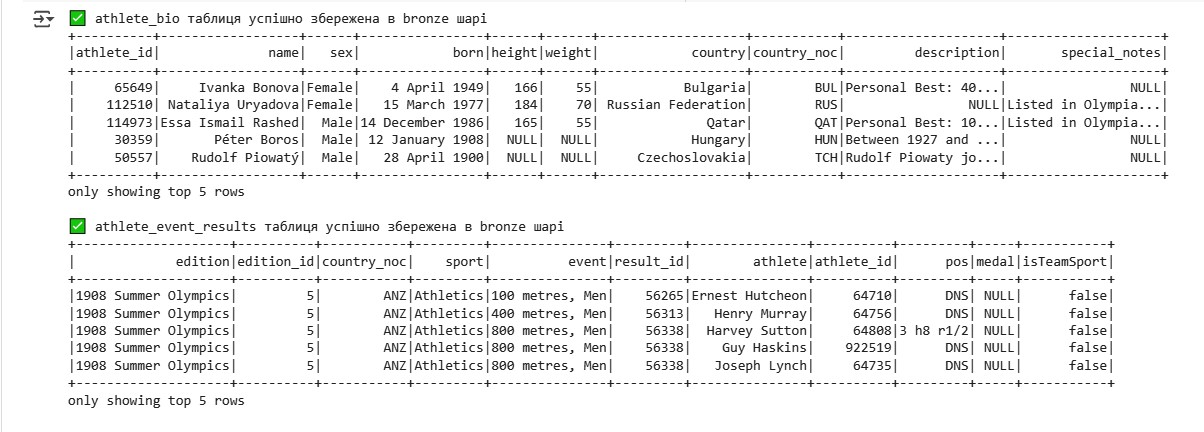 ✅ athlete_bio таблиця успішно збережена в bronze шарі
+----------+-------------------+------+----------------+------+------+-------------------+-----------+--------------------+--------------------+
|athlete_id|               name|   sex|            born|height|weight|            country|country_noc|         description|       special_notes|
+----------+-------------------+------+----------------+------+------+-------------------+-----------+--------------------+--------------------+
|     65649|      Ivanka Bonova|Female|    4 April 1949|   166|    55|           Bulgaria|        BUL|Personal Best: 40...|                NULL|
|    112510| Nataliya Uryadova|Female|   15 March 1977|   184|    70| Russian Federation|        RUS|                NULL|Listed in Olympia...|
|    114973|Essa Ismail Rashed|  Male|14 December 1986|   165|    55|              Qatar|        QAT|Personal Best: 10...|Listed in Olympia...|
|     30359|       Péter Boros|  Male| 12 January 1908|  NULL|  NULL|            Hungary|        HUN|Between 1927 and ...|                NULL|
|     50557|    Rudolf Piowatý|  Male|   28 April 1900|  NULL|  NULL|     Czechoslovakia|        TCH|Rudolf Piowaty jo...|                NULL|
+----------+-------------------+------+----------------+------+------+-------------------+-----------+--------------------+--------------------+
only showing top 5 rows
✅ athlete_event_results таблиця успішно збережена в bronze шарі
+--------------------+----------+-----------+---------+---------------+---------+---------------+----------+--------+-----+-----------+
|             edition|edition_id|country_noc|    sport|          event|result_id|        athlete|athlete_id|     pos|medal|isTeamSport|
+--------------------+----------+-----------+---------+---------------+---------+---------------+----------+--------+-----+-----------+
|1908 Summer Olympics|         5|        ANZ|Athletics|100 metres, Men|    56265|Ernest Hutcheon|     64710|     DNS| NULL|      false|
|1908 Summer Olympics|         5|        ANZ|Athletics|400 metres, Men|    56313|   Henry Murray|     64756|     DNS| NULL|      false|
|1908 Summer Olympics|         5|        ANZ|Athletics|800 metres, Men|    56338|  Harvey Sutton|     64808|3 h8 r1/2| NULL|      false|
|1908 Summer Olympics|         5|        ANZ|Athletics|800 metres, Men|    56338|    Guy Haskins|    922519|     DNS| NULL|      false|
|1908 Summer Olympics|         5|        ANZ|Athletics|800 metres, Men|    56338|   Joseph Lynch|     64735|     DNS| NULL|      false|
+--------------------+----------+-----------+---------+---------------+---------+---------------+----------+--------+-----+-----------+
only showing top 5 rows